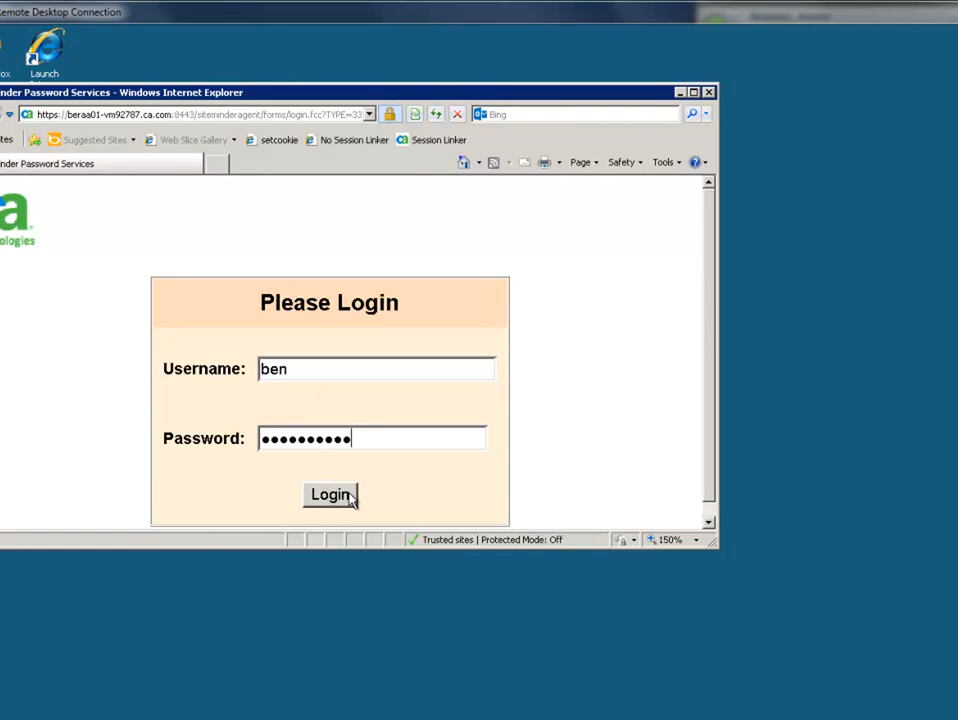 emote Desktop Connection
ox
Launch
nder Password Services - Windows Internet Explorer
https://beraa01-vm92787.ca.com:8443/siteminderagent/forms/login.fcc?TYPE=33
Bing
tes
Suggested Sites
Web Slice Gallery
setcookie
No Session Linker
Session Linker
nder Password Services
Page
Safety
Tools
a
ologies
Please Login
Username: ben
Password: ••••••••••
Login
Trusted sites | Protected Mode: Off
150%